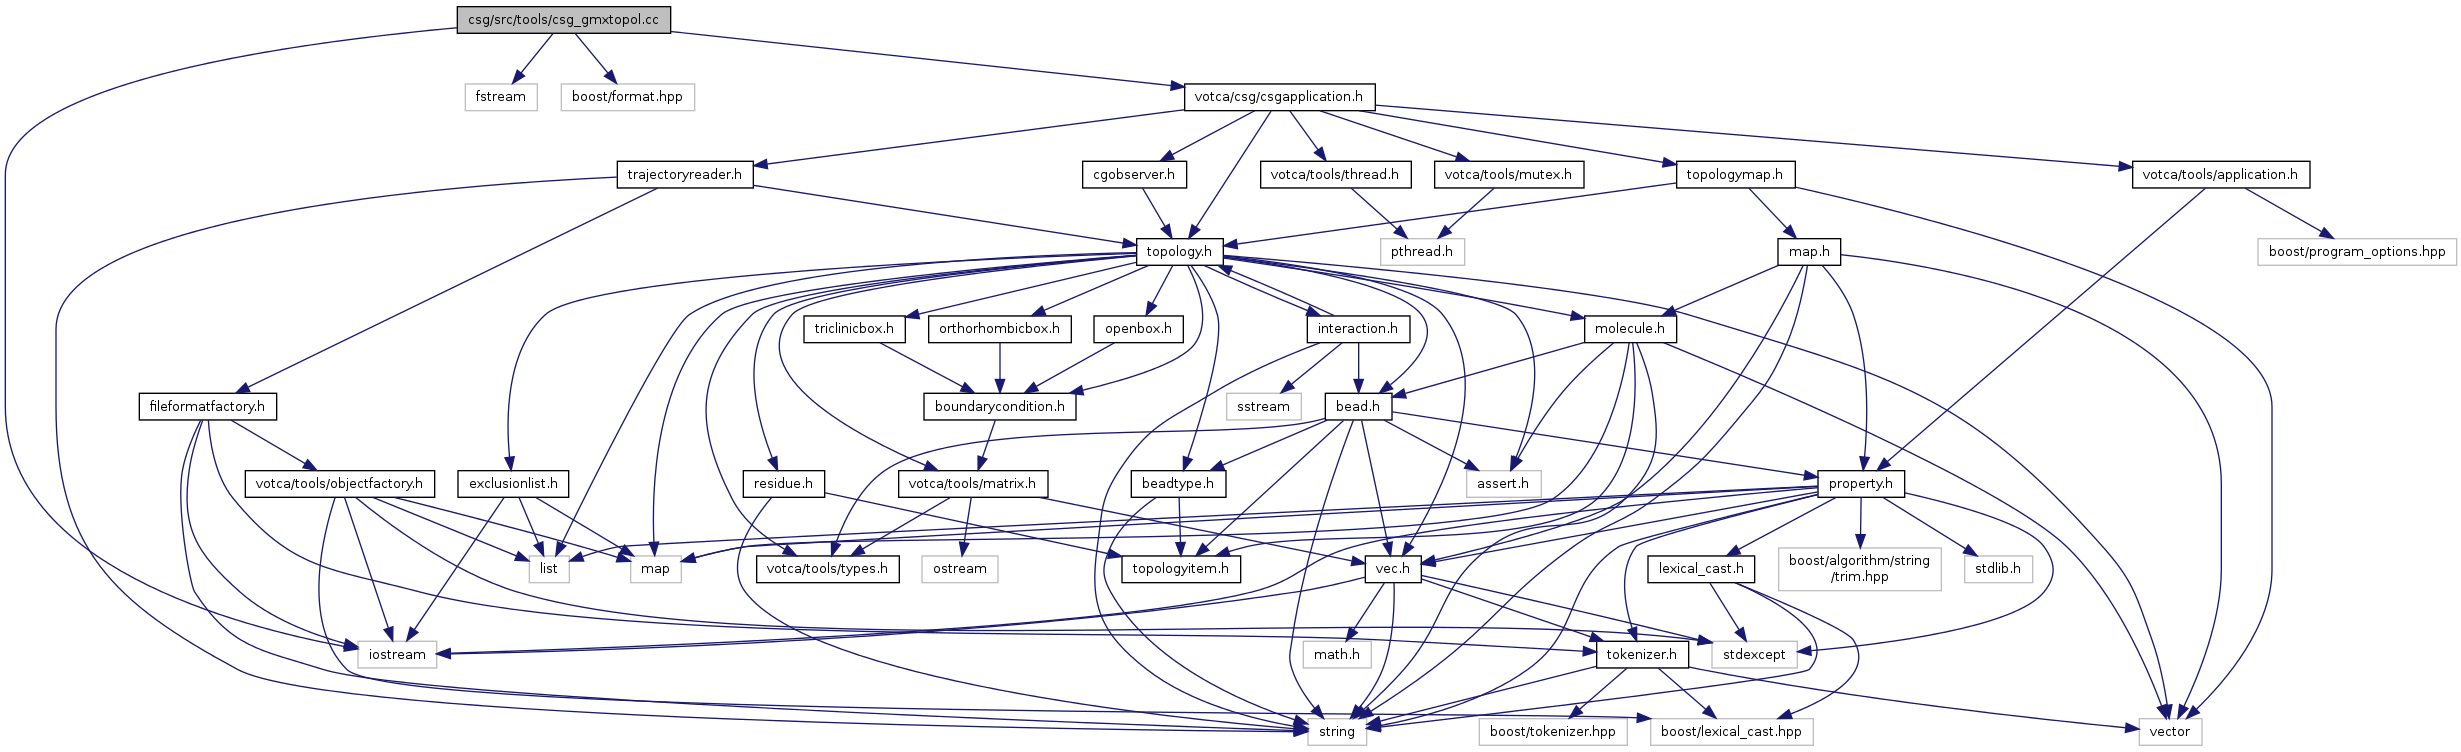 csg/src/tools/csg_gmxtopol.cc
fstream
boost/format.hpp
votca/csg/csgapplication.h
trajectoryreader.h
cgobserver.h
votca/tools/thread.h
votca/tools/mutex.h
topologymap.h
votca/tools/application.h
topology.h
pthread.h
map.h
boost/program_options.hpp
triclinicbox.h
orthorhombicbox.h
openbox.h
interaction.h
molecule.h
fileformatfactory.h
boundarycondition.h
sstream
bead.h
votca/tools/objectfactory.h
exclusionlist.h
residue.h
votca/tools/matrix.h
beadtype.h
assert.h
property.h
list
map
votca/tools/types.h
ostream
topologyitem.h
vec.h
lexical_cast.h
boost/algorithm/string
/trim.hpp
stdlib.h
iostream
math.h
tokenizer.h
stdexcept
string
boost/tokenizer.hpp
boost/lexical_cast.hpp
vector